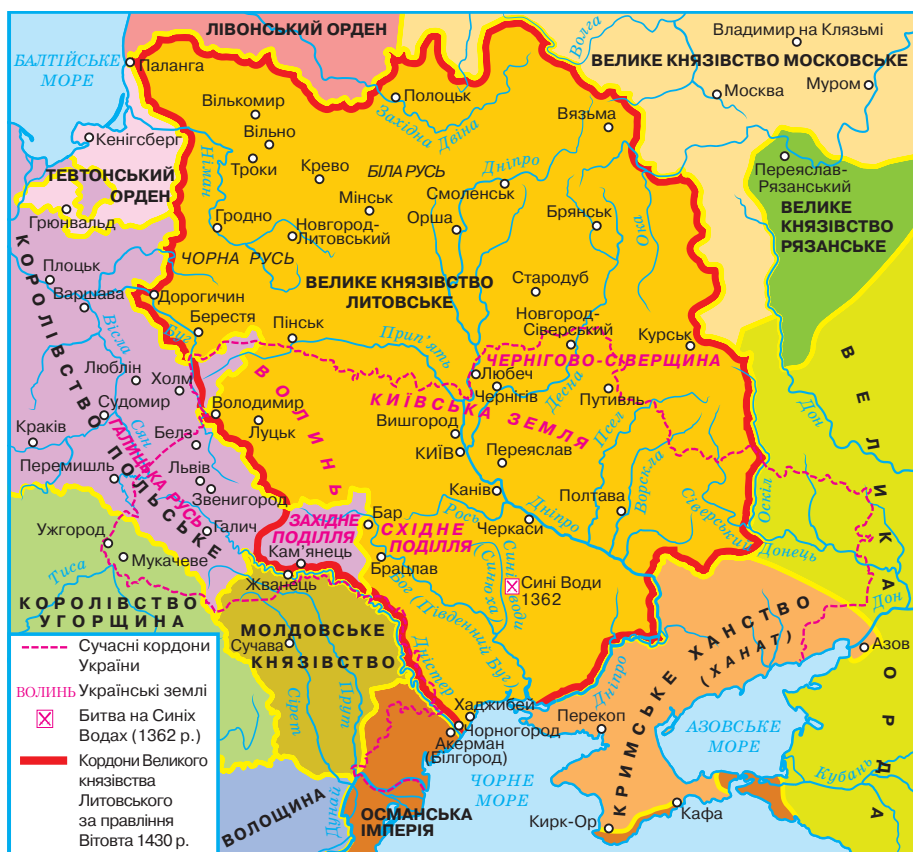 ЛІВОНСЬКИЙ ОРДЕН
Волга
Владимир на Клязьмі
БАЛТІЙСЬКЕ
МОРЕ
Паланга
ВЕЛИКЕ КНЯЗІВСТВО МОСКОВСЬКЕ
Москва
Муром
Полоцьк
Західна Двіна
Вількомир
Вільно
Троки
Вязьма
Кенігсберг
Німан
Крево
БІЛА РУСЬ
Дніпро
Смоленськ
ТЕВТОНСЬКИЙ
ОРДЕН
Переяслав-
Рязанський
Грюнвальд
Гродно
Мінськ
Орша
Брянськ
Ока
ВЕЛИКЕ
КНЯЗІВСТВО
РЯЗАНСЬКЕ
Новгород-
Литовський
ЧОРНА РУСЬ
Плоцьк
Варшава
ВЕЛИКЕ КНЯЗІВСТВО
ЛИТОВСЬКЕ
Стародуб
Дорогичин
Берестя
Буг
Пінськ
Прип'ять
Новгород-
Сіверський
Курськ
КОРОЛІВСТВО
ПОЛЬСЬКЕ
Вісла
Люблін
Холм
ЧЕРНІГОВО-СІВЕРЩИНА
Любеч
Чернігів
Десна
Путивль
ВОЛИНЬ
КИЇВСЬКА ЗЕМЛЯ
Судомир
Володимир
Луцьк
Вишгород
КИЇВ
Псел
Дон
Краків
Сян
Белз
Перемишль
Львів
Звенигород
ГАЛИЦЬКА РУСЬ
Галич
Переяслав
Ворскла
Канів
Полтава
Оскіл
Сіверський Донець
Ужгород
Мукачеве
ЗАХІДНЕ
ПОДІЛЛЯ
Бар
СХІДНЕ
ПОДІЛЛЯ
Рось
Черкаси
Дніпро
Кам'янець
Жванець
Брацлав
Бог (Південний Буг)
Синя вода
(Синюха)
Сині Води
1362
Тиса
КОРОЛІВСТВО
УГОРЩИНА
МОЛДОВСЬКЕ
КНЯЗІВСТВО
Сучава
Сірет
Прут
Дністер
Дніпро
КРИМСЬКЕ ХАНСТВО
(ХАНАТ)
ВЕЛИКА
ОРДА
Дон
Азов
Хаджибей
Чорногород
Акерман
(Білгород)
Перекоп
АЗОВСЬКЕ
МОРЕ
ЧОРНЕ
МОРЕ
Кубань
ВОЛОЩИНА
Дунай
ОСМАНСЬКА
ІМПЕРІЯ
Кирк-Ор
Кафа
Сучасні кордони
України
ВОЛИНЬ Українські землі
Битва на Синіх
Водах (1362 р.)
Кордони Великого
князівства
Литовського
за правління
Вітовта 1430 р.